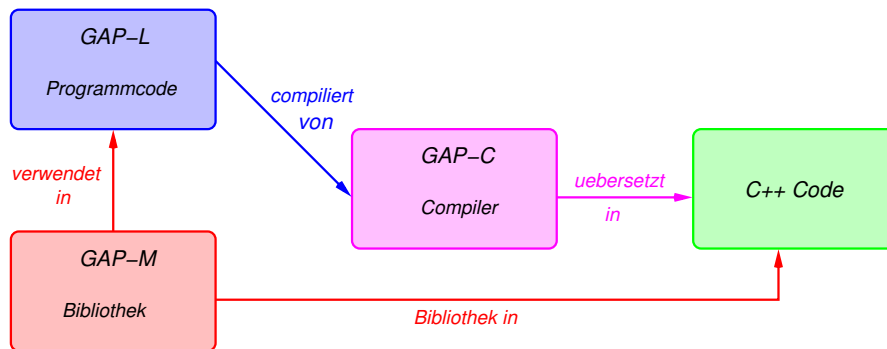 GAP–L
Programmcode
compiliert
von
GAP–C
Compiler
uebersetzt
in
C++ Code
verwendet
in
GAP–M
Bibliothek
Bibliothek in